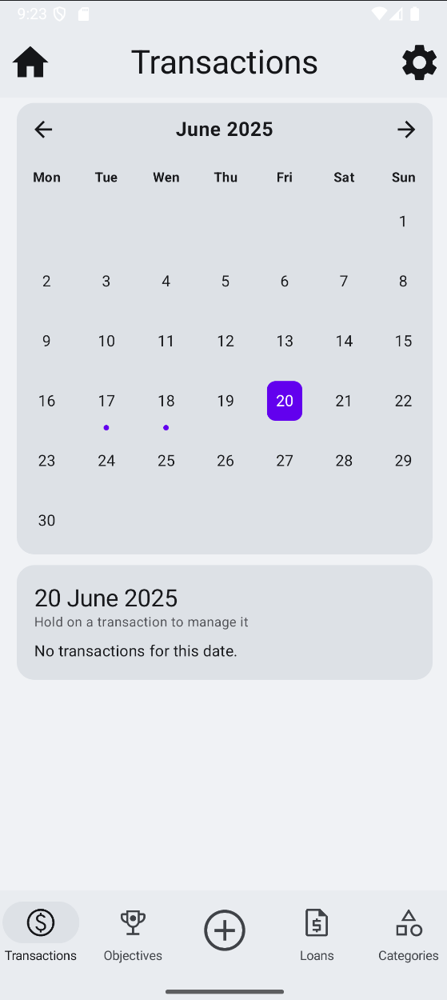 9:23
Transactions
June 2025
Mon Tue Wen Thu Fri Sat Sun
1
2 3 4 5 6 7 8
9 10 11 12 13 14 15
16 17 18 19 20 21 22
23 24 25 26 27 28 29
30
20 June 2025
Hold on a transaction to manage it
No transactions for this date.
Transactions Objectives Loans Categories